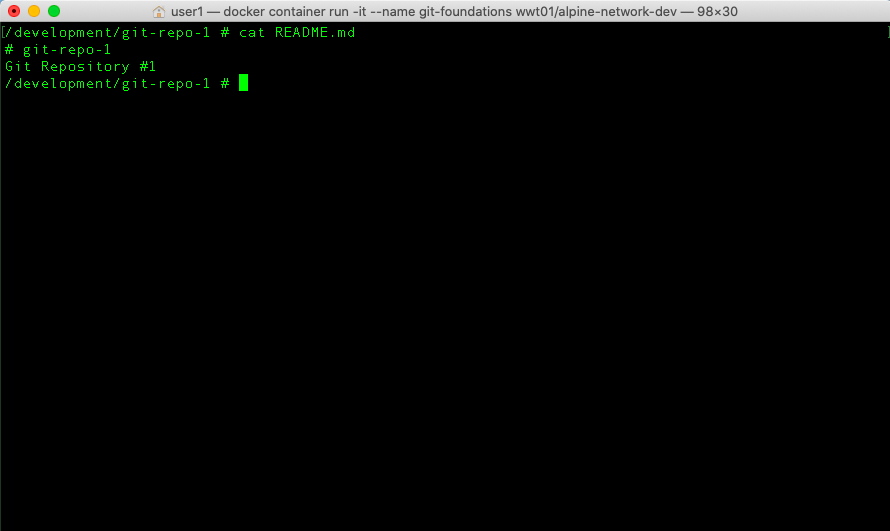 user1 — docker container run -it --name git-foundations wwt01/alpine-network-dev — 98×30
[/development/git-repo-1 # cat README.md ]
# git-repo-1
Git Repository #1
/development/git-repo-1 #